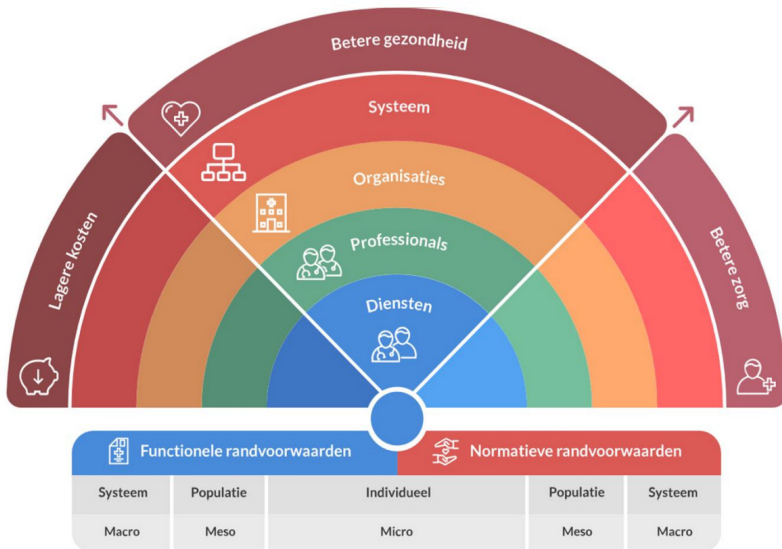 Betere gezondheid
Systeem
Organisaties
Professionals
Diensten
Lagere kosten
Betere zorg
Functionele randvoorwaarden
Normatieve randvoorwaarden
Systeem Populatie Individueel Populatie Systeem
Macro Meso Micro Meso Macro